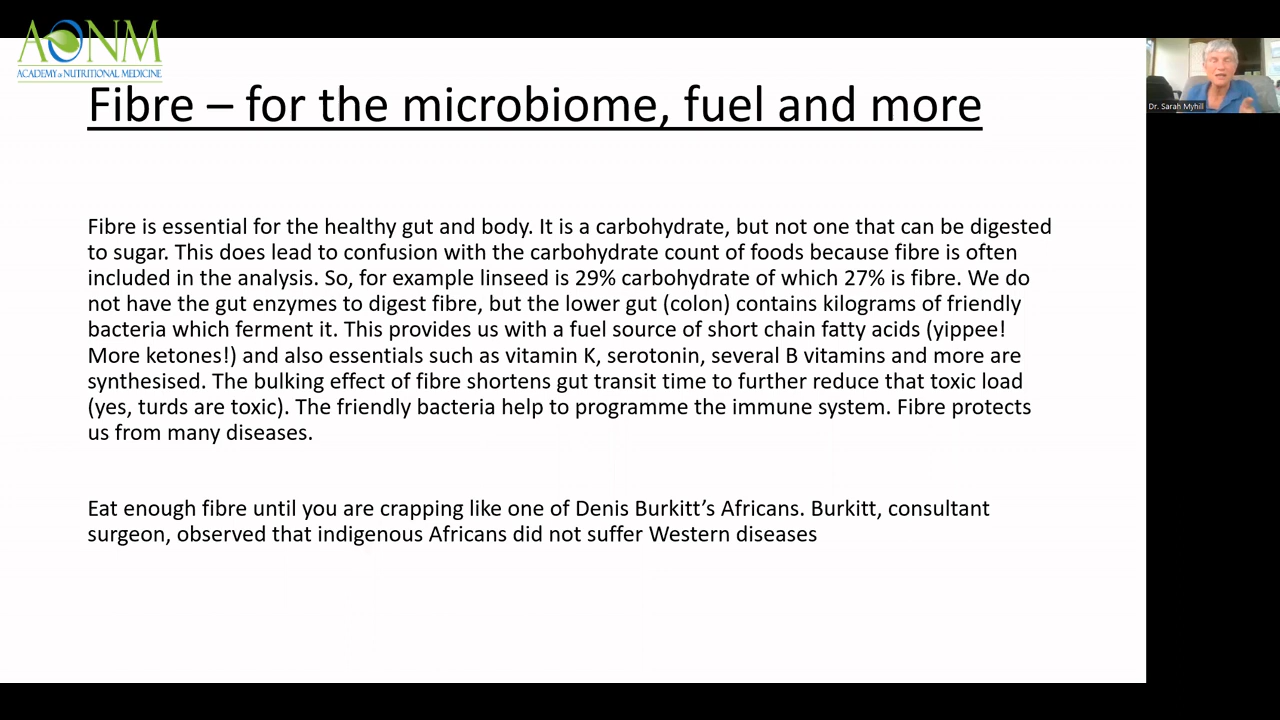 AONM
ACADEMY of NUTRITIONAL MEDICINE
Fibre – for the microbiome, fuel and more
Dr. Sarah Myhill
Fibre is essential for the healthy gut and body. It is a carbohydrate, but not one that can be digested
to sugar. This does lead to confusion with the carbohydrate count of foods because fibre is often
included in the analysis. So, for example linseed is 29% carbohydrate of which 27% is fibre. We do
not have the gut enzymes to digest fibre, but the lower gut (colon) contains kilograms of friendly
bacteria which ferment it. This provides us with a fuel source of short chain fatty acids (yippee!
More ketones!) and also essentials such as vitamin K, serotonin, several B vitamins and more are
synthesised. The bulking effect of fibre shortens gut transit time to further reduce that toxic load
(yes, turds are toxic). The friendly bacteria help to programme the immune system. Fibre protects
us from many diseases.
Eat enough fibre until you are crapping like one of Denis Burkitt’s Africans. Burkitt, consultant
surgeon, observed that indigenous Africans did not suffer Western diseases